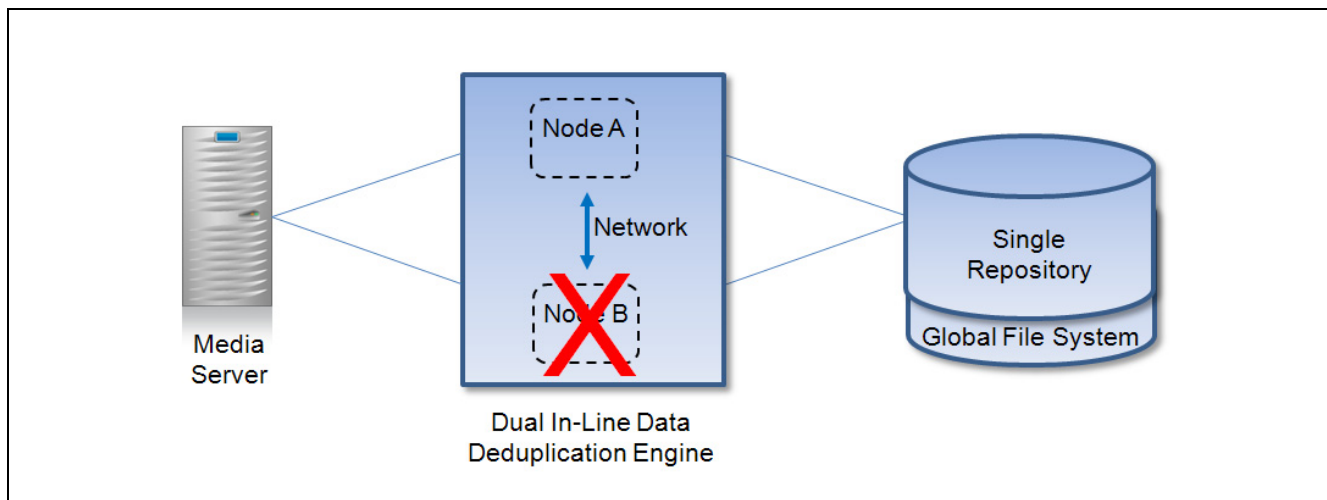 Node A
Network
Node B
Media
Server
Single
Repository
Global File System
Dual In-Line Data
Deduplication Engine